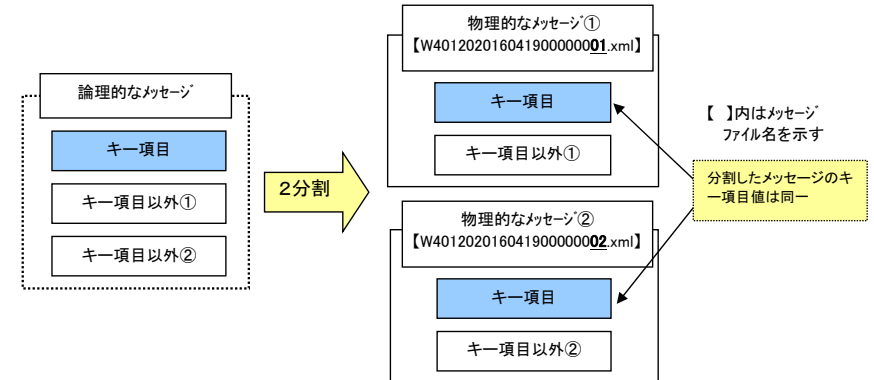 論理的なメッセージ
キー項目
キー項目以外①
キー項目以外②
2分割
物理的なメッセージ①
【W401202016041900000001.xml】
キー項目
キー項目以外①
物理的なメッセージ②
【W401202016041900000002.xml】
キー項目
キー項目以外②
【 】内はメッセージ
ファイル名を示す
分割したメッセージのキ
ー項目値は同一